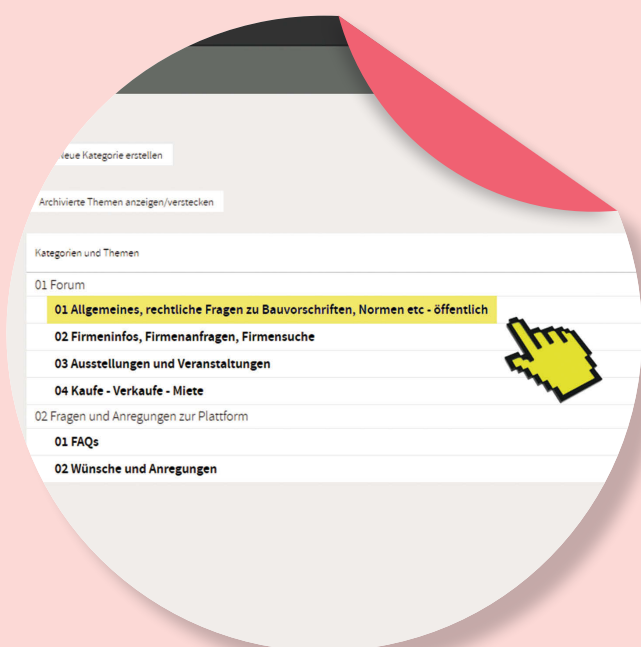 Neue Kategorie erstellen
Archivierte Themen anzeigen/verstecken
Kategorien und Themen
01 Forum
01 Allgemeines, rechtliche Fragen zu Bauvorschriften, Normen etc - öffentlich
02 Firmeninfos, Firmenanfragen, Firmensuche
03 Ausstellungen und Veranstaltungen
04 Kaufe - Verkaufe - Miete
02 Fragen und Anregungen zur Plattform
01 FAQs
02 Wünsche und Anregungen